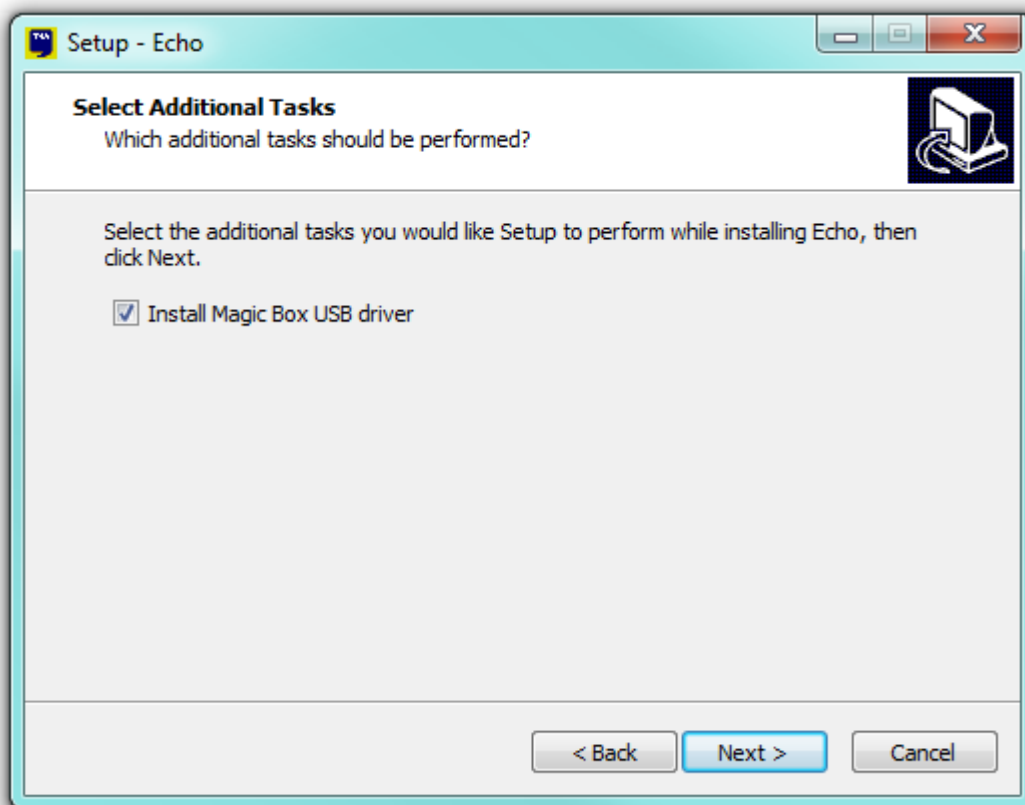 Setup - Echo
Select Additional Tasks
Which additional tasks should be performed?
Select the additional tasks you would like Setup to perform while installing Echo, then
click Next.
Install Magic Box USB driver
< Back
Next >
Cancel